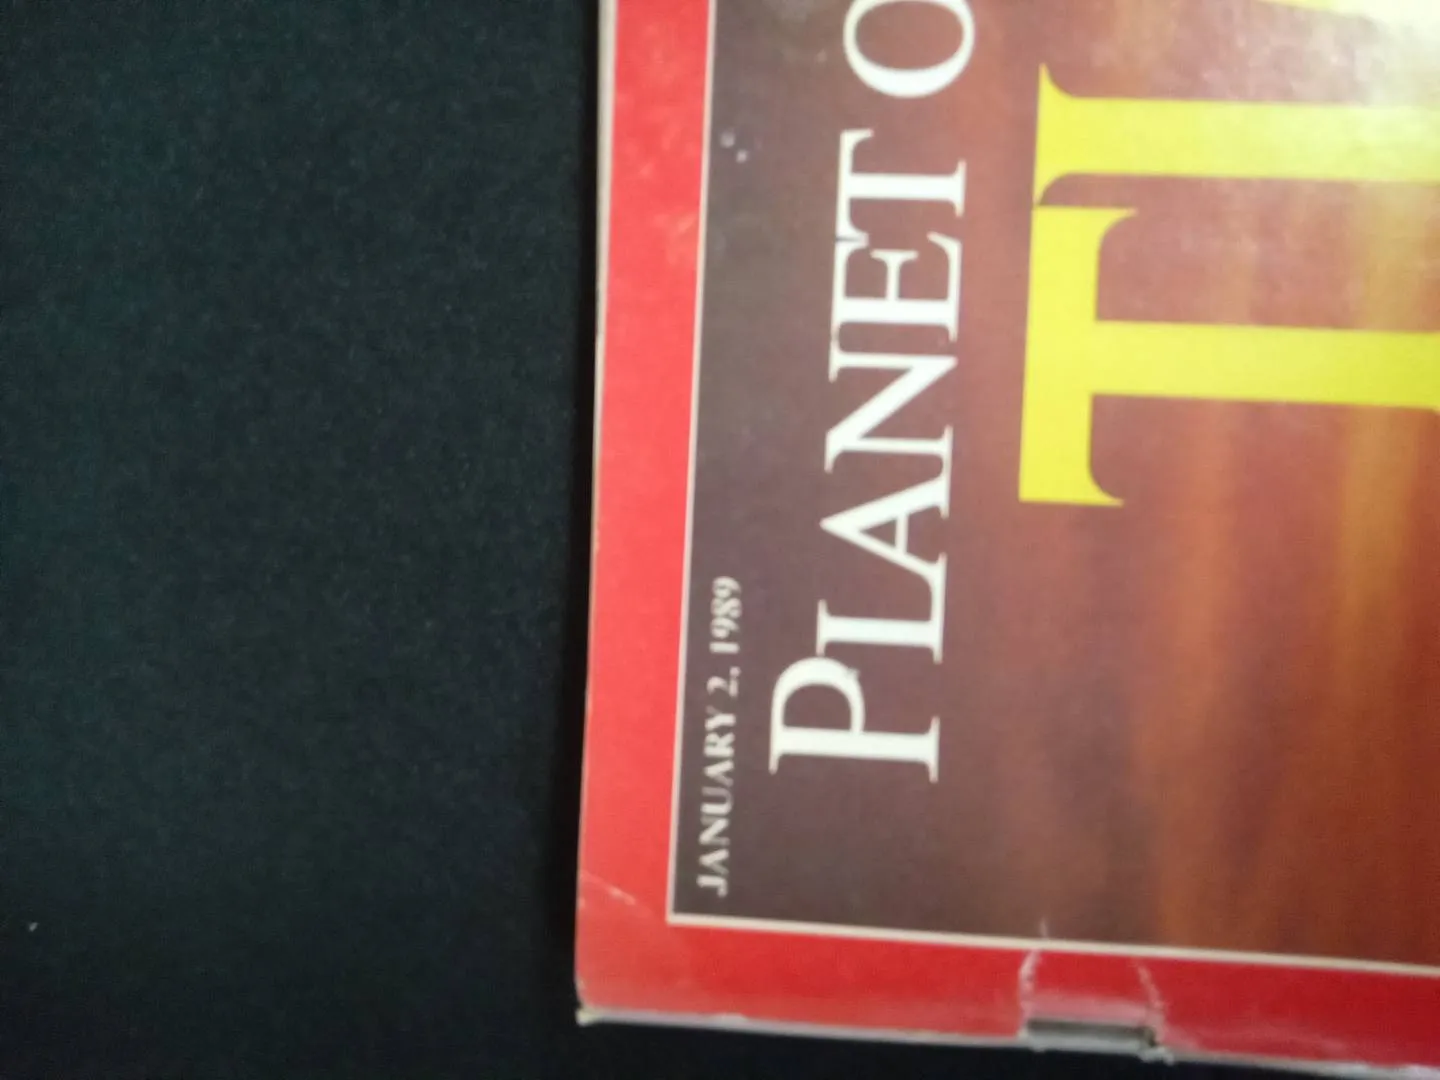 JANUARY 2, 1989
PLANET O
TI